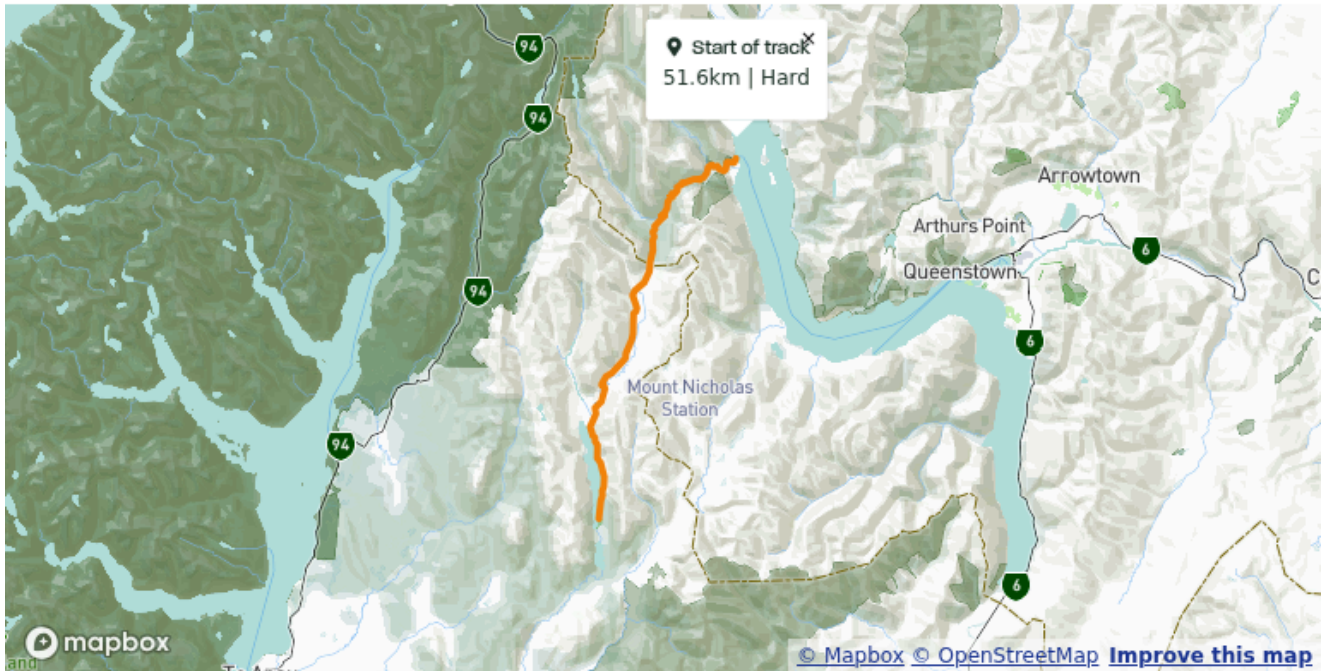 94
Start of track
×
51.6km | Hard
94
Arrowtown
Arthurs Point
6
Queenstown
94
6
Mount Nicholas
Station
94
6
mapbox
© Mapbox © OpenStreetMap Improve this map